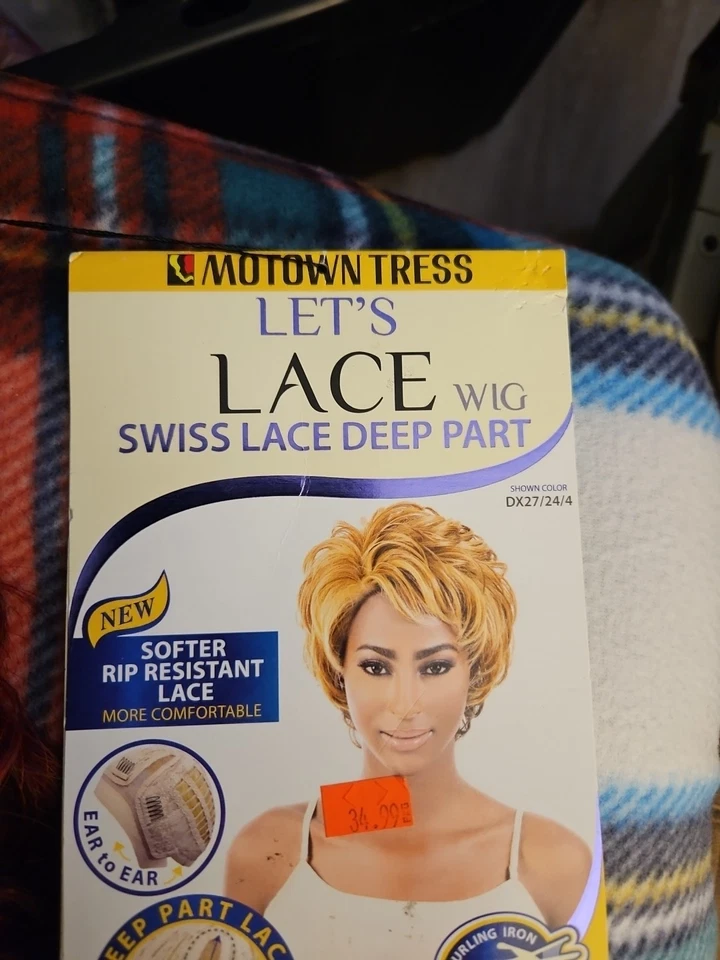 MOTOWN TRESS
LET'S
LACE WIG
SWISS LACE DEEP PART
SHOWN COLOR
DX27/24/4
NEW
SOFTER
RIP RESISTANT
LACE
MORE COMFORTABLE
34.99
EAR to EAR
EEP PART LAC
URLING IRON